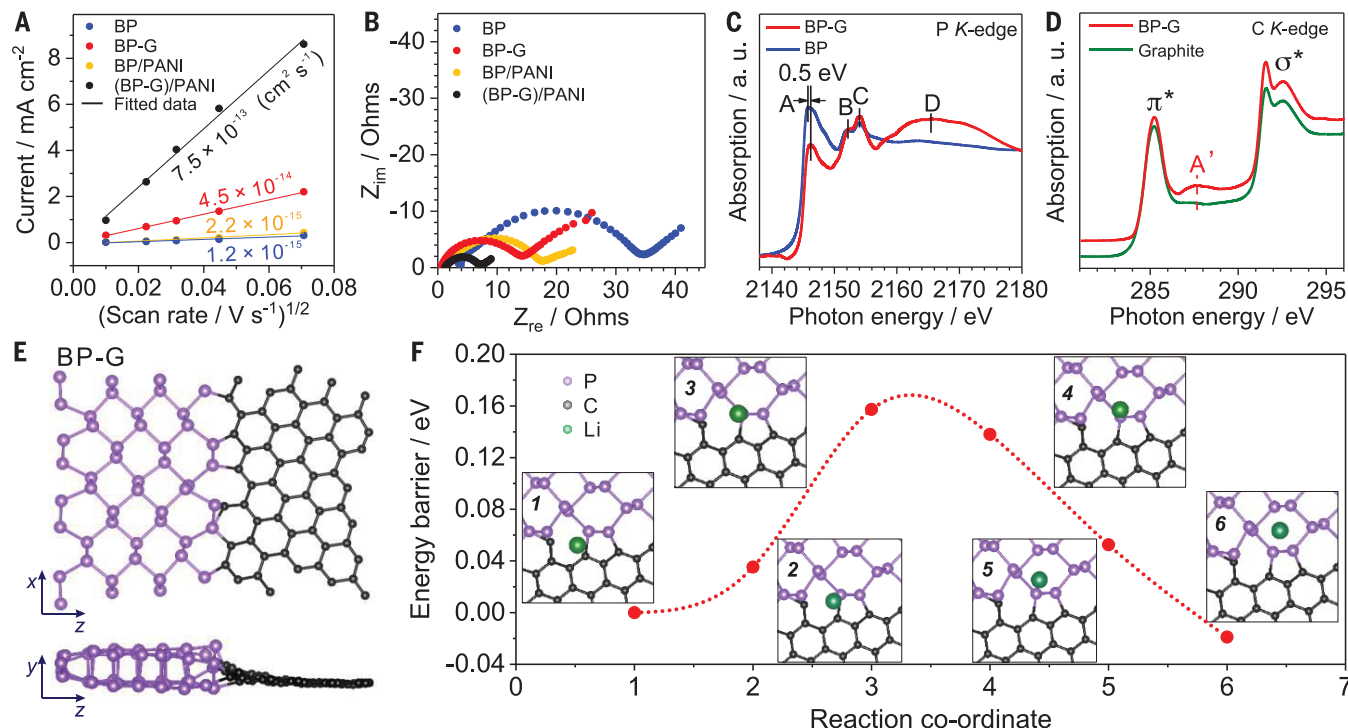 A
Current / mA cm⁻²
8
6
4
2
0
BP
BP-G
BP/PANI
(BP-G)/PANI
Fitted data
7.5 × 10⁻¹³ (cm² s⁻¹)
4.5 × 10⁻¹⁴
2.2 × 10⁻¹⁵
1.2 × 10⁻¹⁵
0.00 0.02 0.04 0.06 0.08
(Scan rate / V s⁻¹)¹/²
B
Z_im / Ohms
-40
-30
-20
-10
0
BP
BP-G
BP/PANI
(BP-G)/PANI
0 10 20 30 40
Z_re / Ohms
C
Absorption / a. u.
BP-G
BP
P K-edge
0.5 eV
A
B
C
D
2140 2150 2160 2170 2180
Photon energy / eV
D
Absorption / a. u.
BP-G
Graphite
C K-edge
π*
A’
σ*
285 290 295
Photon energy / eV
E
BP-G
x
z
y
z
F
Energy barrier / eV
0.20
0.16
0.12
0.08
0.04
0.00
-0.04
P
C
Li
1
2
3
4
5
6
0 1 2 3 4 5 6 7
Reaction co-ordinate